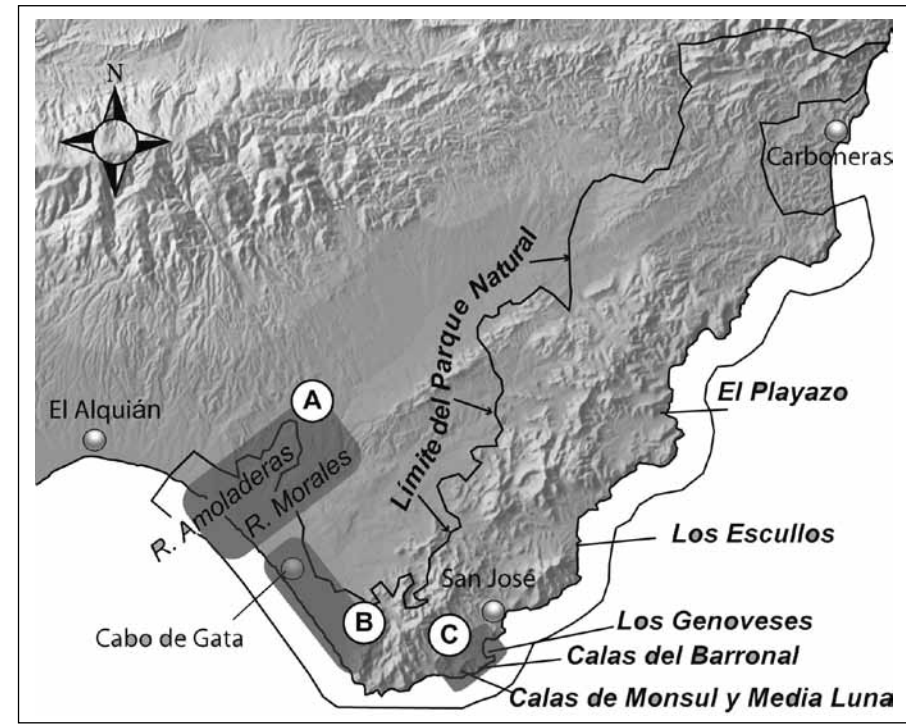 N
Carboneras
Límite del Parque Natural
A
El Alquián
El Playazo
R. Amoladeras
R. Morales
Los Escullos
San José
B
C
Los Genoveses
Cabo de Gata
Calas del Barronal
Calas de Monsul y Media Luna